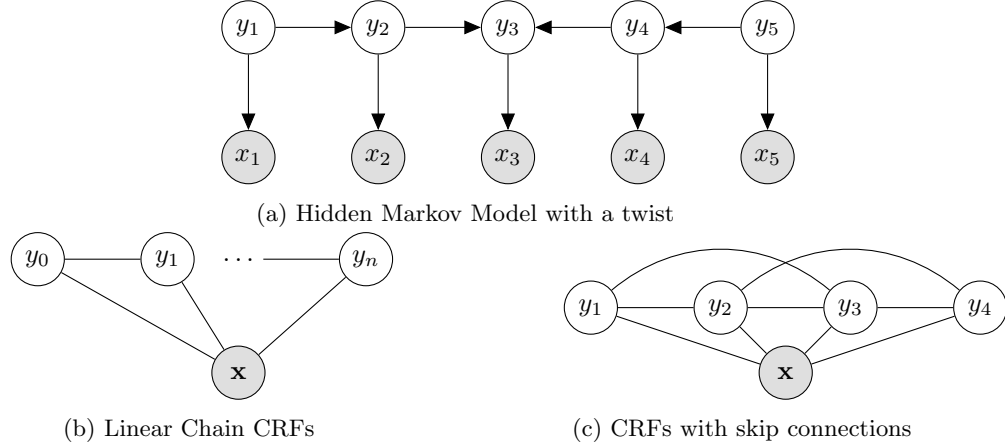 y₁ y₂ y₃ y₄ y₅
x₁ x₂ x₃ x₄ x₅
(a) Hidden Markov Model with a twist
y₀ y₁ ⋯ yₙ
x
(b) Linear Chain CRFs
y₁ y₂ y₃ y₄
x
(c) CRFs with skip connections